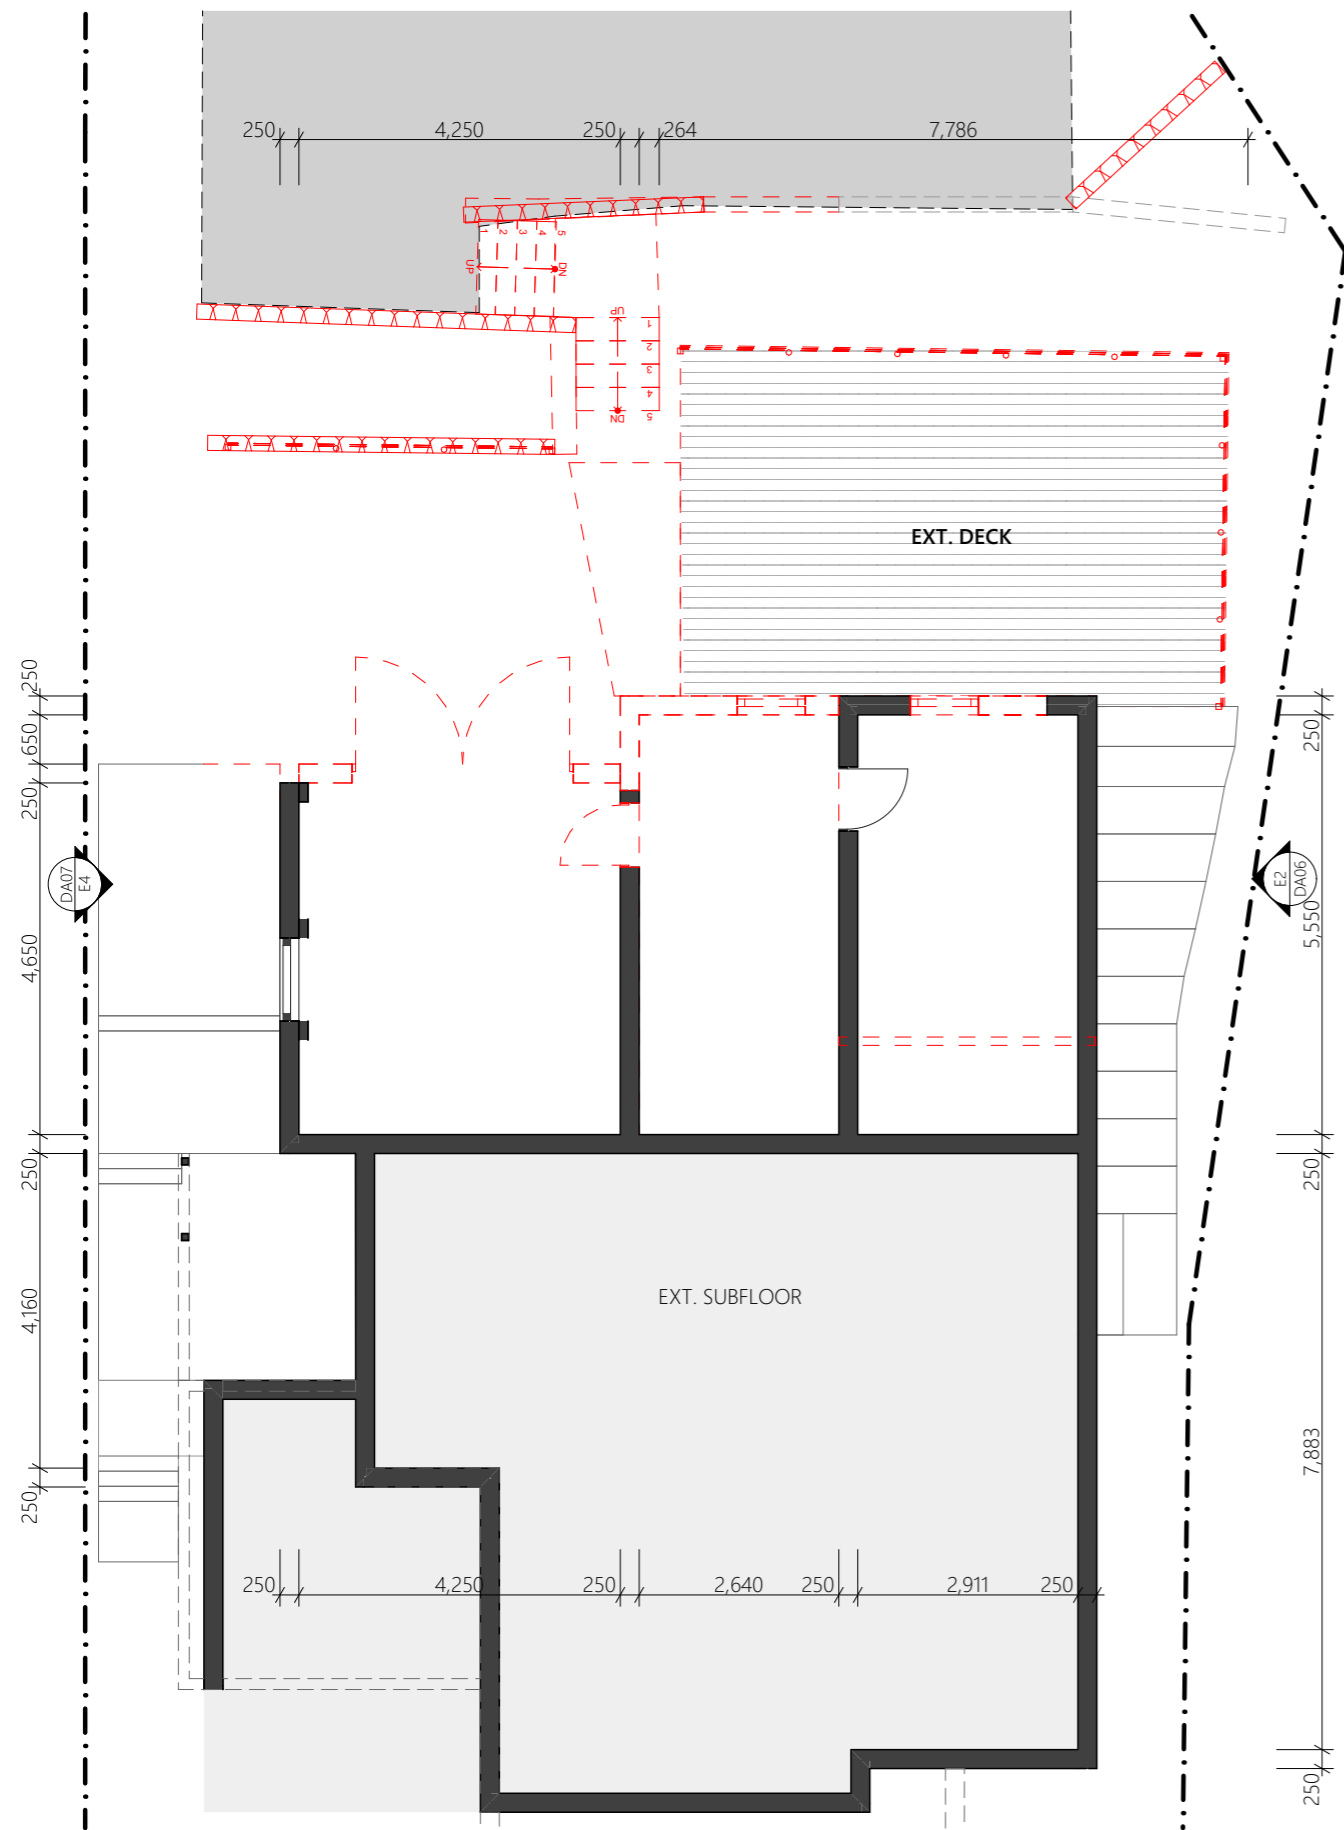 250 4,250 250 264 7,786
1 2 3 4 5
UP DN
UP
1
2
3
4
5
DN
EXT. DECK
250
650
250
4,650
250
4,160
250
250
5,550
250
7,883
250
DA07
E4
E2
DA06
EXT. SUBFLOOR
250 4,250 250 2,640 250 2,911 250